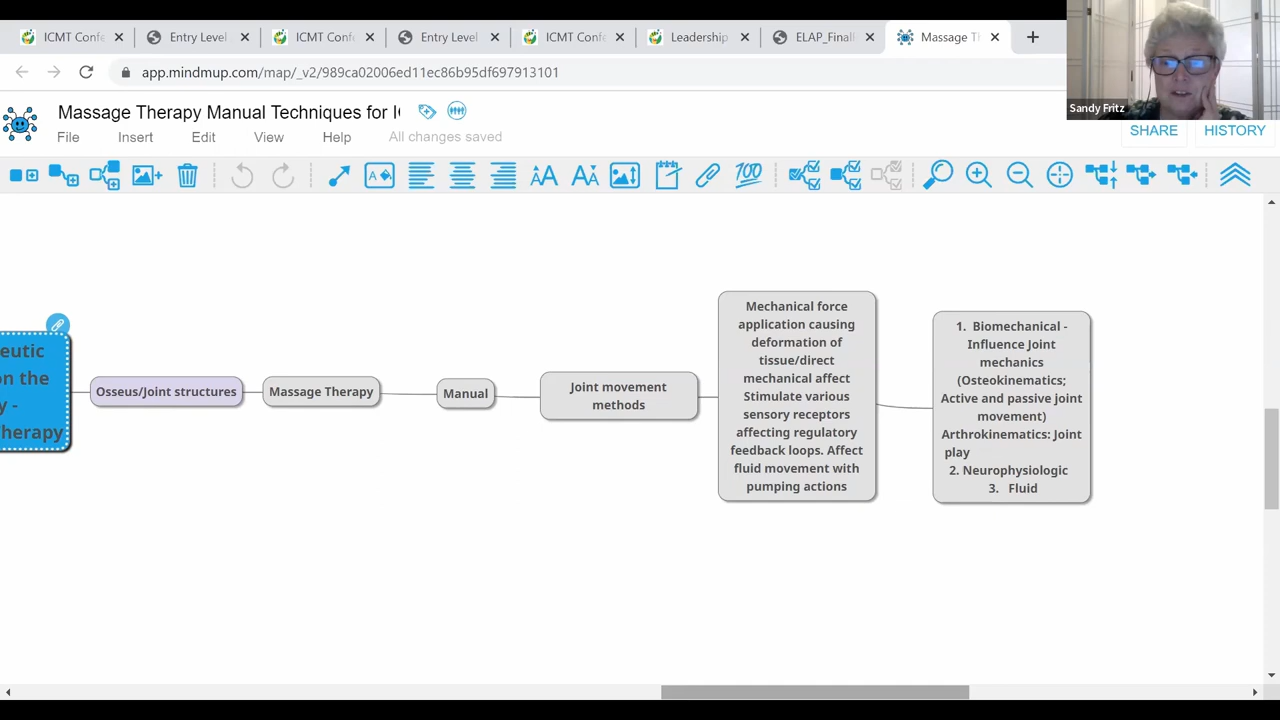 ICMT Confe
Entry Level
ICMT Confe
Entry Level
ICMT Confe
Leadership
ELAP_Final
Massage T
app.mindmup.com/map/_v2/989ca02006ed11ec86b95df697913101
Sandy Fritz
Massage Therapy Manual Techniques for I
File
Insert
Edit
View
Help
All changes saved
SHARE
HISTORY
100
eutic
on the
y -
herapy
Osseus/Joint structures
Massage Therapy
Manual
Joint movement
methods
Mechanical force
application causing
deformation of
tissue/direct
mechanical affect
Stimulate various
sensory receptors
affecting regulatory
feedback loops. Affect
fluid movement with
pumping actions
1. Biomechanical -
Influence Joint
mechanics
(Osteokinematics;
Active and passive joint
movement)
Arthrokinematics: Joint
play
2. Neurophysiologic
3. Fluid